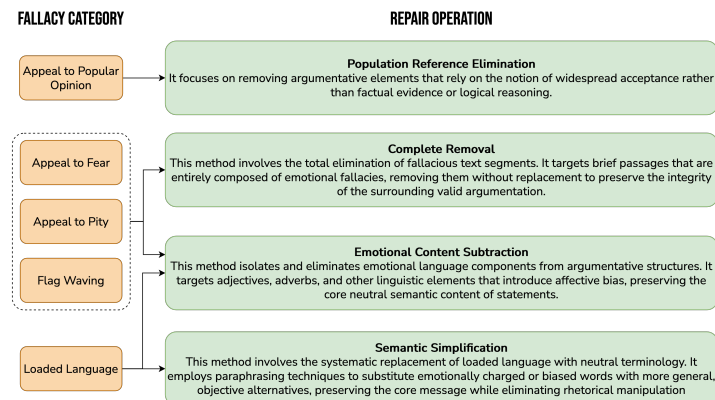 FALLACY CATEGORY
REPAIR OPERATION
Appeal to Popular
Opinion
Population Reference Elimination
It focuses on removing argumentative elements that rely on the notion of widespread acceptance rather
than factual evidence or logical reasoning.
Appeal to Fear
Appeal to Pity
Flag Waving
Complete Removal
This method involves the total elimination of fallacious text segments. It targets brief passages that are
entirely composed of emotional fallacies, removing them without replacement to preserve the integrity
of the surrounding valid argumentation.
Emotional Content Subtraction
This method isolates and eliminates emotional language components from argumentative structures. It
targets adjectives, adverbs, and other linguistic elements that introduce affective bias, preserving the
core neutral semantic content of statements.
Loaded Language
Semantic Simplification
This method involves the systematic replacement of loaded language with neutral terminology. It
employs paraphrasing techniques to substitute emotionally charged or biased words with more general,
objective alternatives, preserving the core message while eliminating rhetorical manipulation